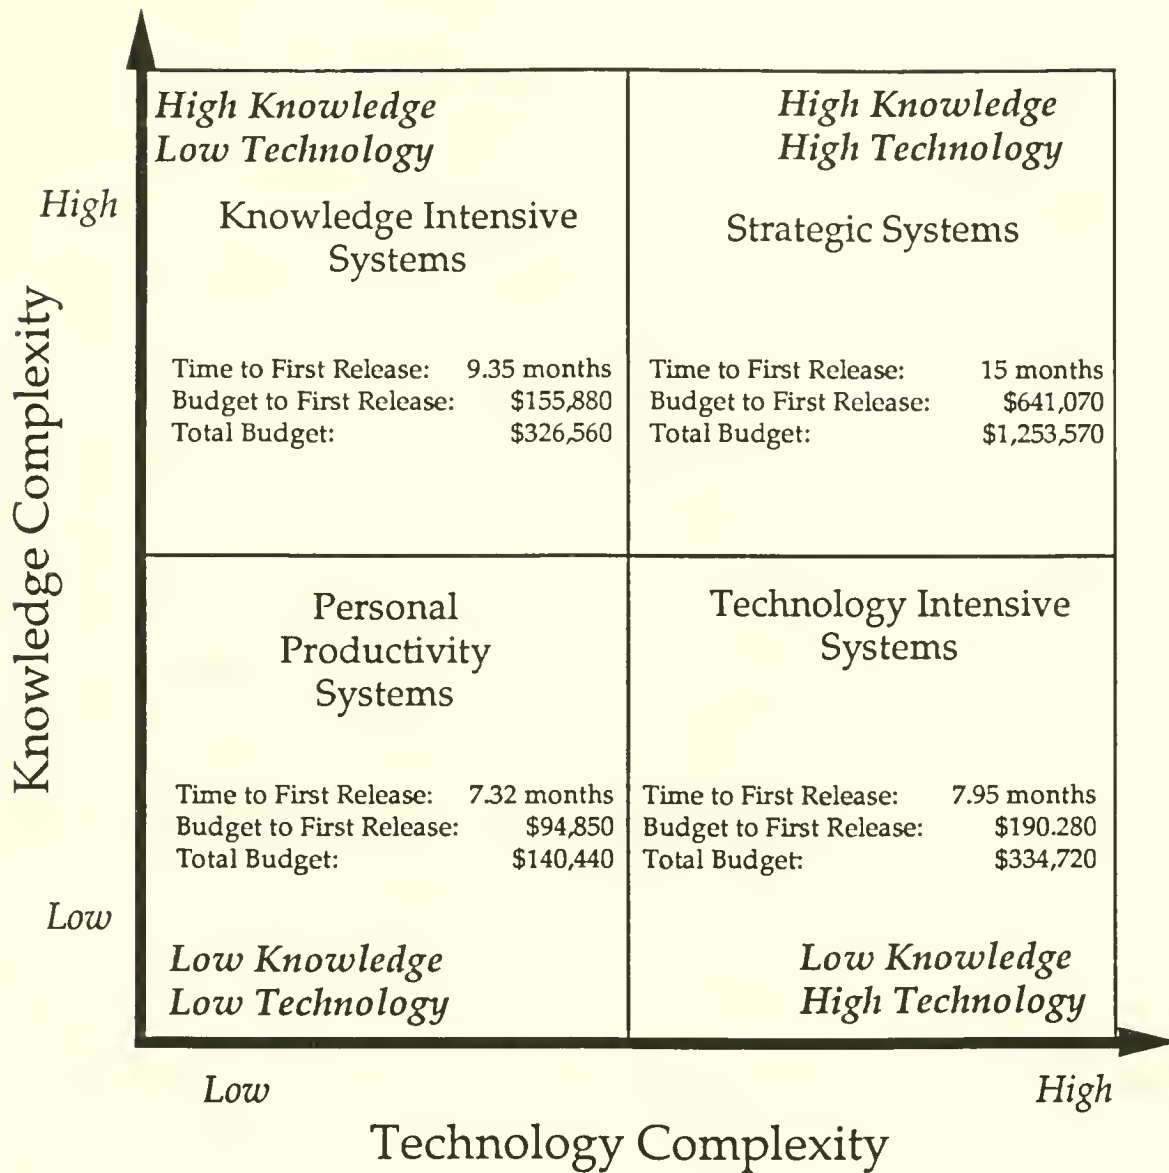 High Knowledge
Low Technology
Knowledge Intensive
Systems
Time to First Release: 9.35 months
Budget to First Release: $155,880
Total Budget: $326,560
High Knowledge
High Technology
Strategic Systems
Time to First Release: 15 months
Budget to First Release: $641,070
Total Budget: $1,253,570
High
Knowledge Complexity
Low
Personal
Productivity
Systems
Time to First Release: 7.32 months
Budget to First Release: $94,850
Total Budget: $140,440
Low Knowledge
Low Technology
Technology Intensive
Systems
Time to First Release: 7.95 months
Budget to First Release: $190.280
Total Budget: $334,720
Low Knowledge
High Technology
Low
High
Technology Complexity